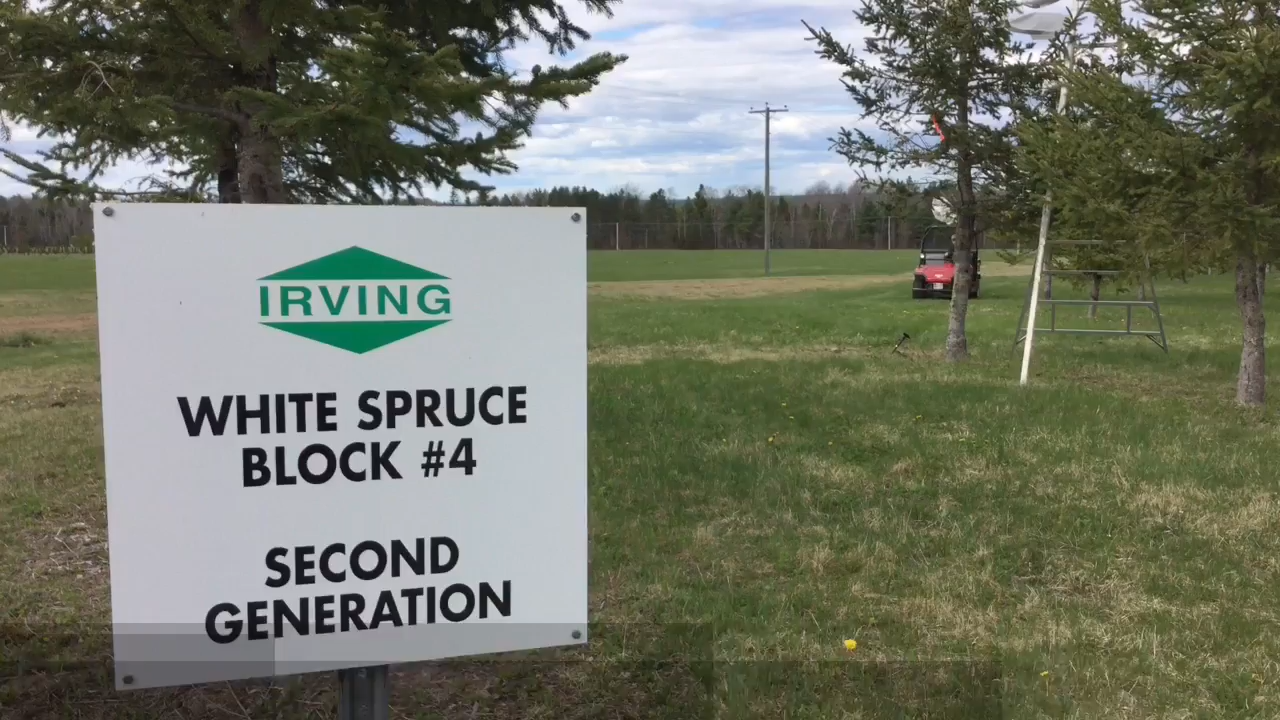 IRVING
WHITE SPRUCE
BLOCK #4
SECOND
GENERATION